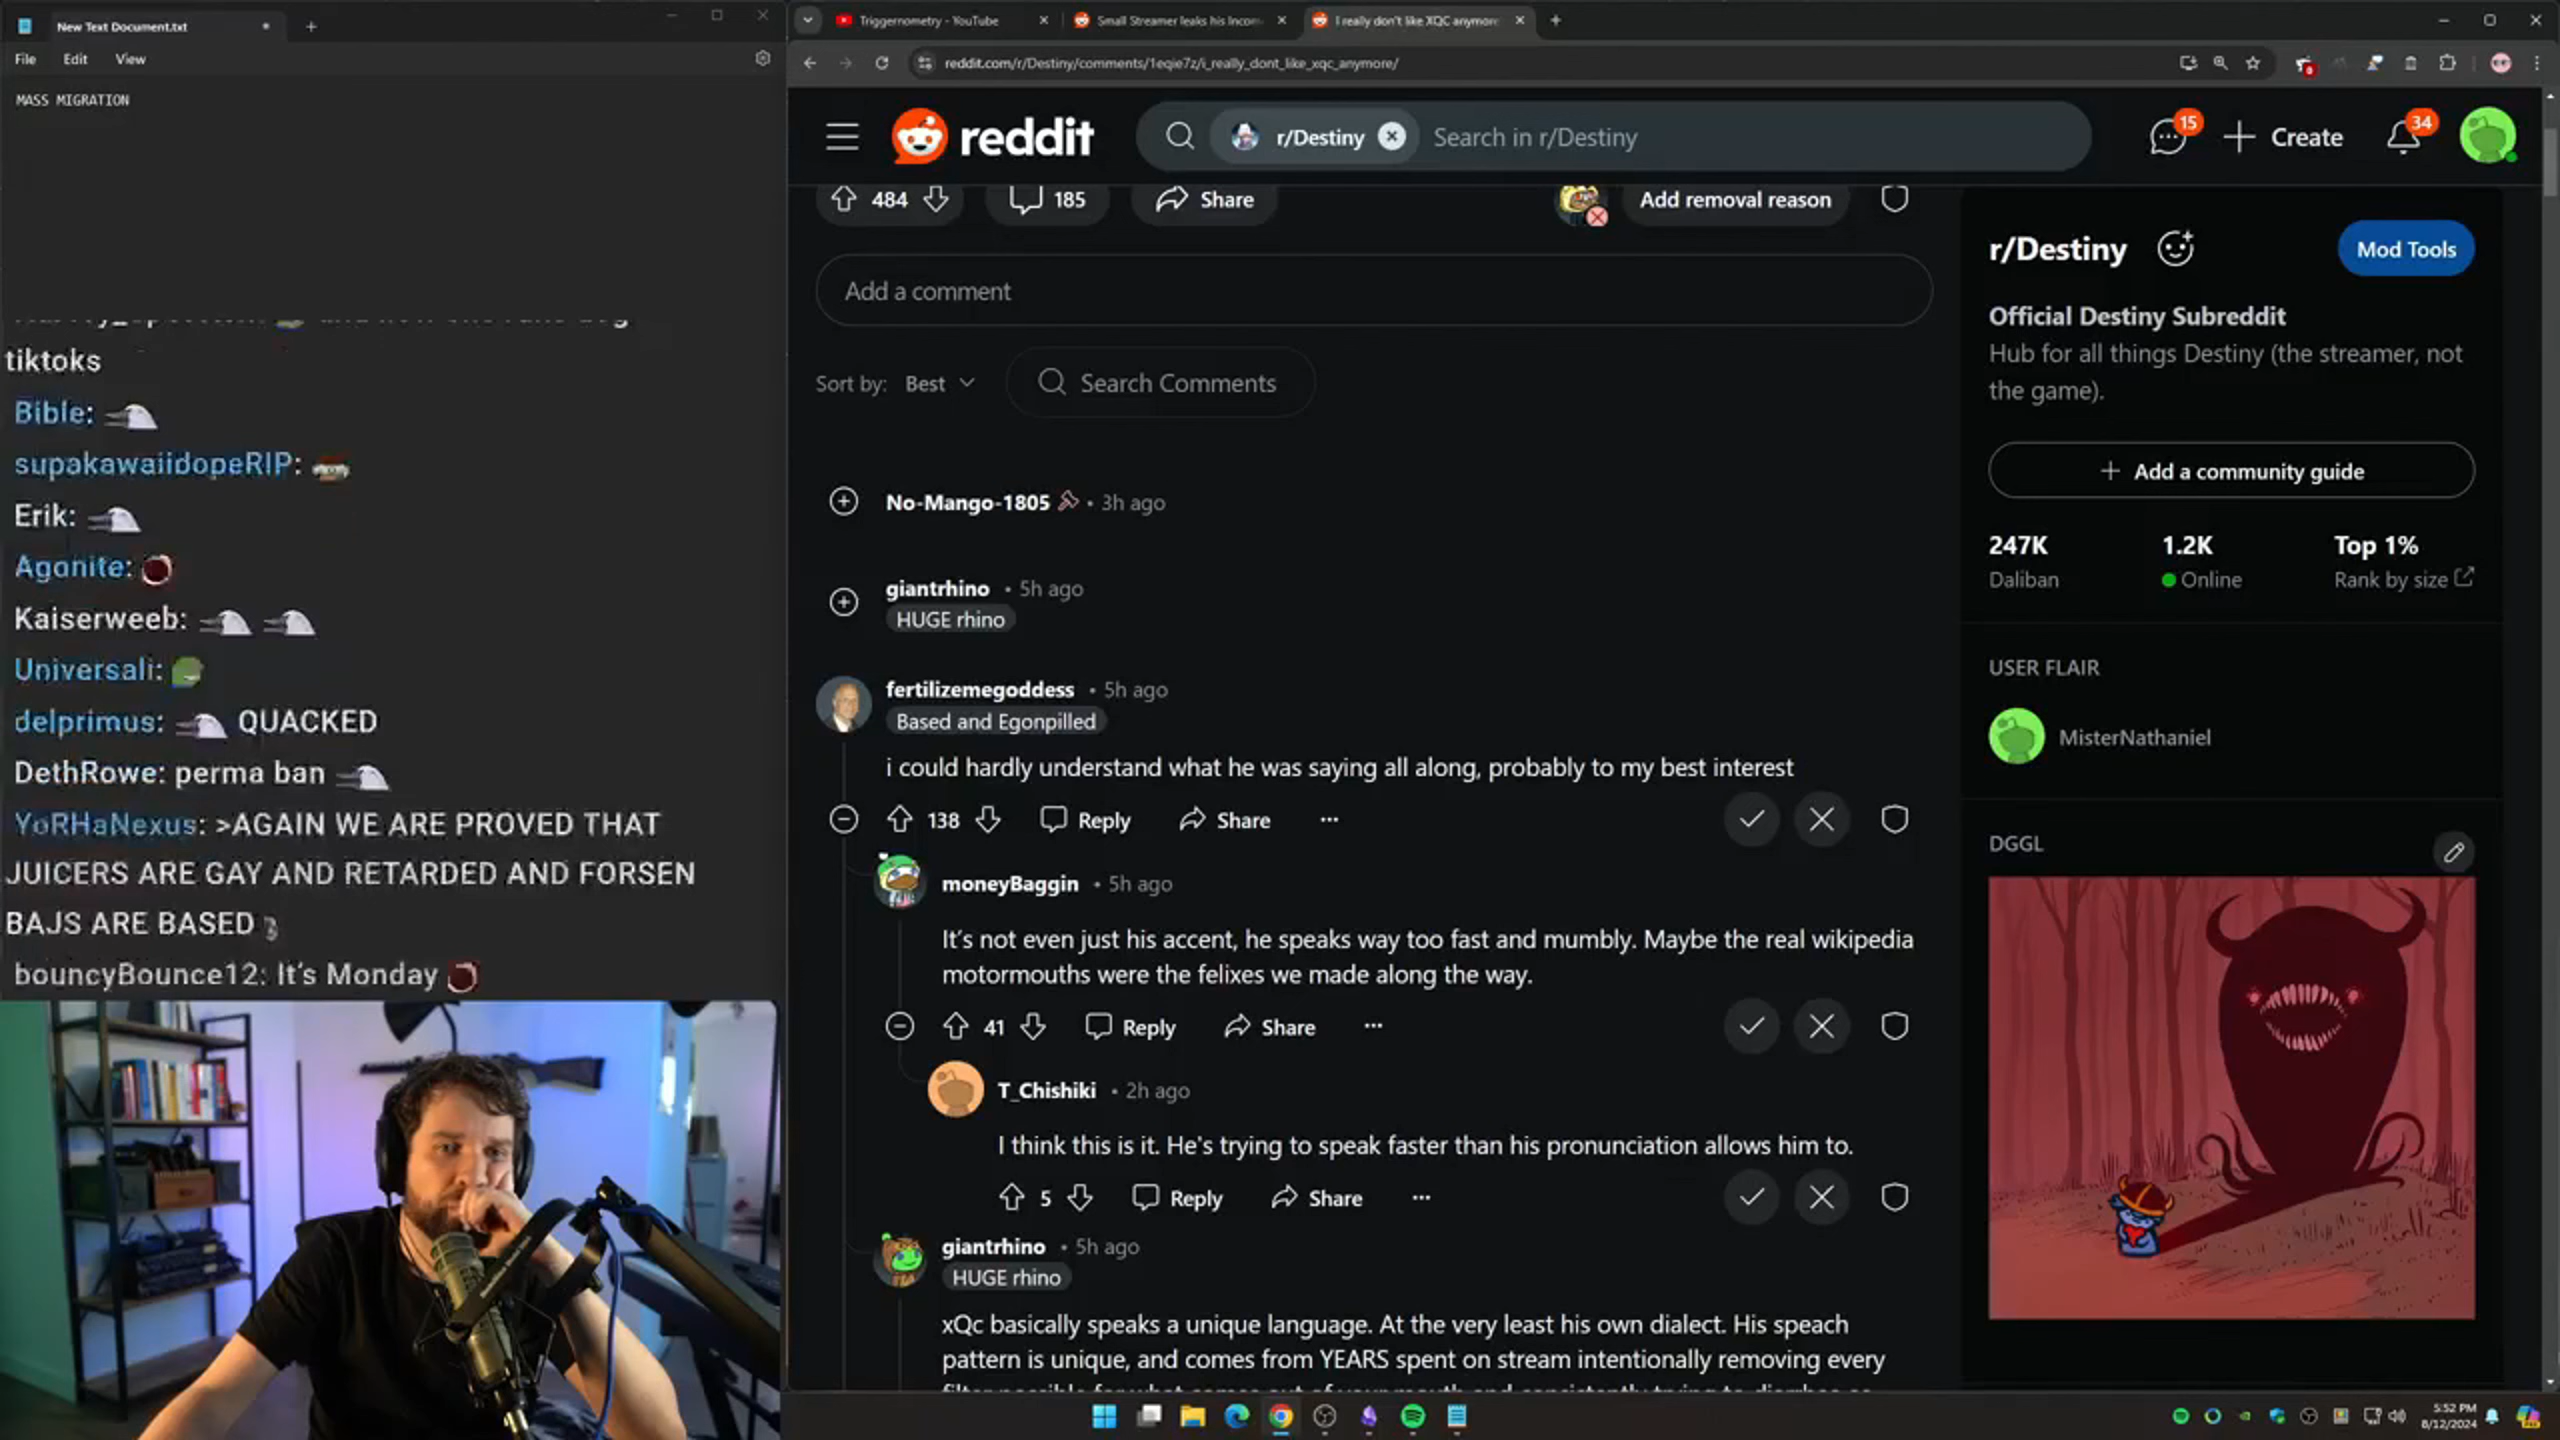 New Text Document.txt
File Edit View
MASS MIGRATION
tiktoks
Bible:
supakawaiidopeRIP:
Erik:
Agonite:
Kaiserweeb:
Universali:
delprimus: QUACKED
DethRowe: perma ban
YoRHaNexus: >AGAIN WE ARE PROVED THAT
JUICERS ARE GAY AND RETARDED AND FORSEN
BAJS ARE BASED
bouncyBounce12: It's Monday
Triggernometry - YouTube
Small Streamer leaks his Incom
I really don't like XQC anymore
reddit.com/r/Destiny/comments/1eqie7z/i_really_dont_like_xqc_anymore/
reddit
r/Destiny Search in r/Destiny
15
Create
34
484 185 Share
Add removal reason
Add a comment
Sort by: Best Search Comments
No-Mango-1805 • 3h ago
giantrhino • 5h ago
HUGE rhino
fertilizemegoddess • 5h ago
Based and Egonpilled
i could hardly understand what he was saying all along, probably to my best interest
138 Reply Share
moneyBaggin • 5h ago
It's not even just his accent, he speaks way too fast and mumbly. Maybe the real wikipedia
motormouths were the felixes we made along the way.
41 Reply Share
T_Chishiki • 2h ago
I think this is it. He's trying to speak faster than his pronunciation allows him to.
5 Reply Share
giantrhino • 5h ago
HUGE rhino
xQc basically speaks a unique language. At the very least his own dialect. His speach
pattern is unique, and comes from YEARS spent on stream intentionally removing every
r/Destiny
Mod Tools
Official Destiny Subreddit
Hub for all things Destiny (the streamer, not
the game).
Add a community guide
247K 1.2K Top 1%
Daliban Online Rank by size
USER FLAIR
MisterNathaniel
DGGL
5:52 PM
8/12/2024